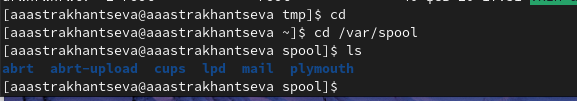 [aaastrakhantseva@aaastrakhantseva tmp]$ cd
[aaastrakhantseva@aaastrakhantseva ~]$ cd /var/spool
[aaastrakhantseva@aaastrakhantseva spool]$ ls
abrt abrt-upload cups lpd mail plymouth
[aaastrakhantseva@aaastrakhantseva spool]$